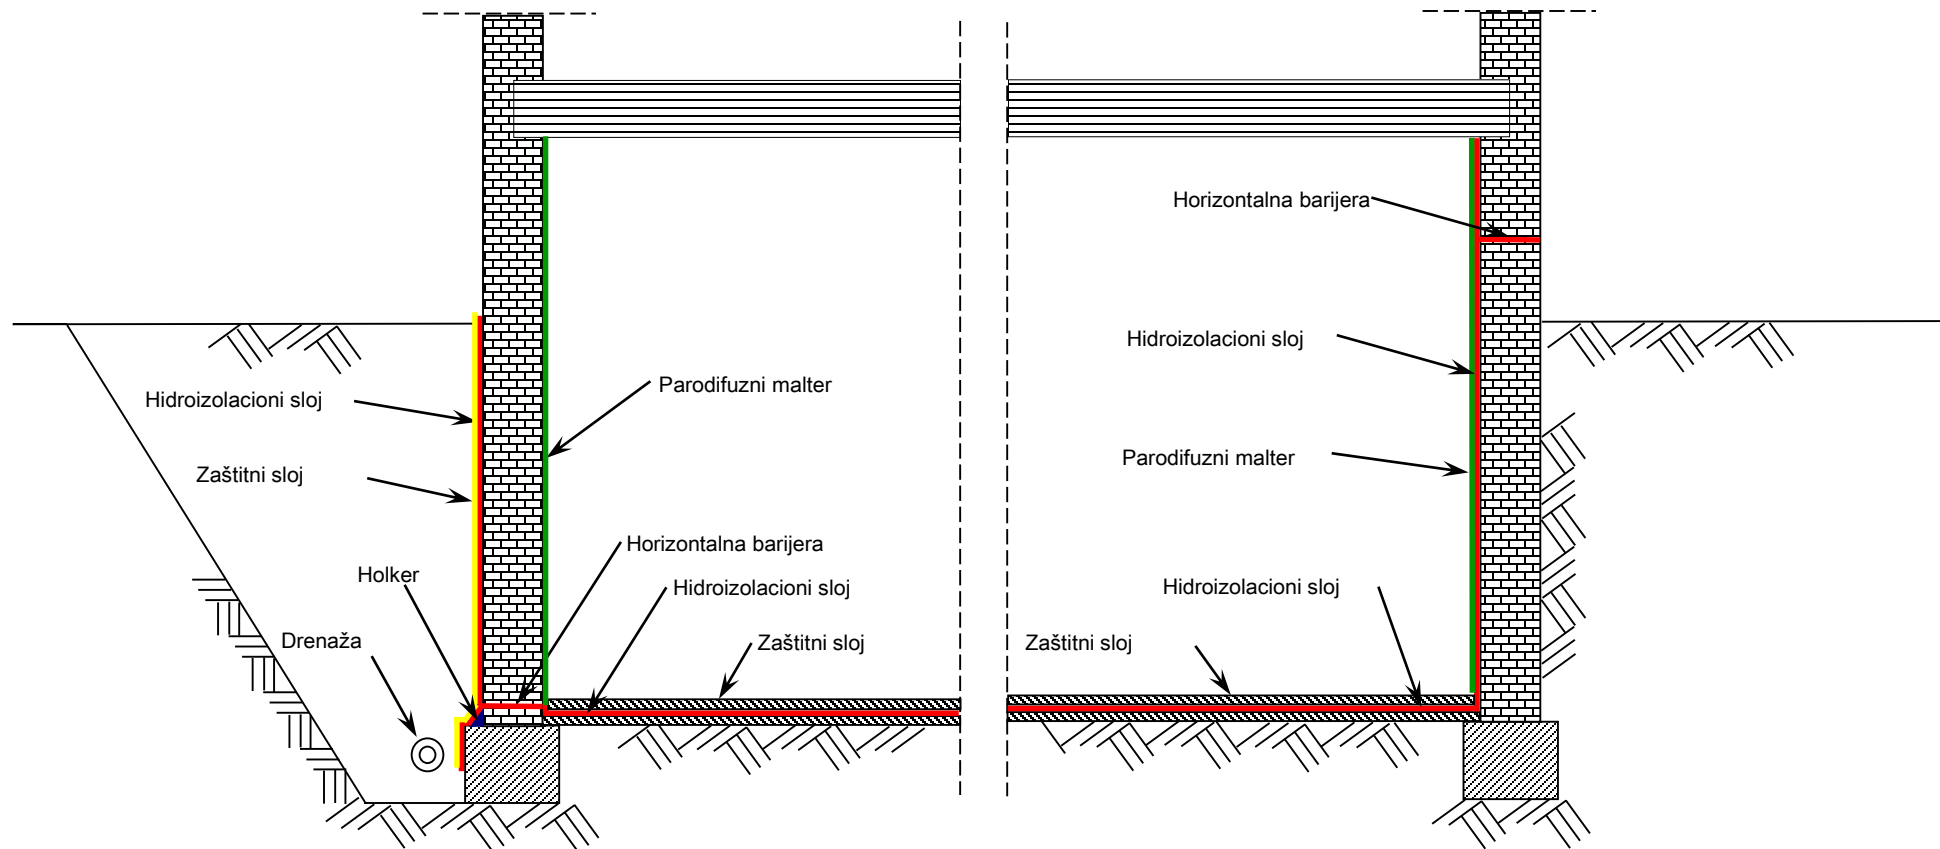 Horizontalna barijera
Hidroizolacioni sloj
Parodifuzni malter
Hidroizolacioni sloj
Parodifuzni malter
Zaštitni sloj
Horizontalna barijera
Holker
Hidroizolacioni sloj
Hidroizolacioni sloj
Drenaža
Zaštitni sloj
Zaštitni sloj